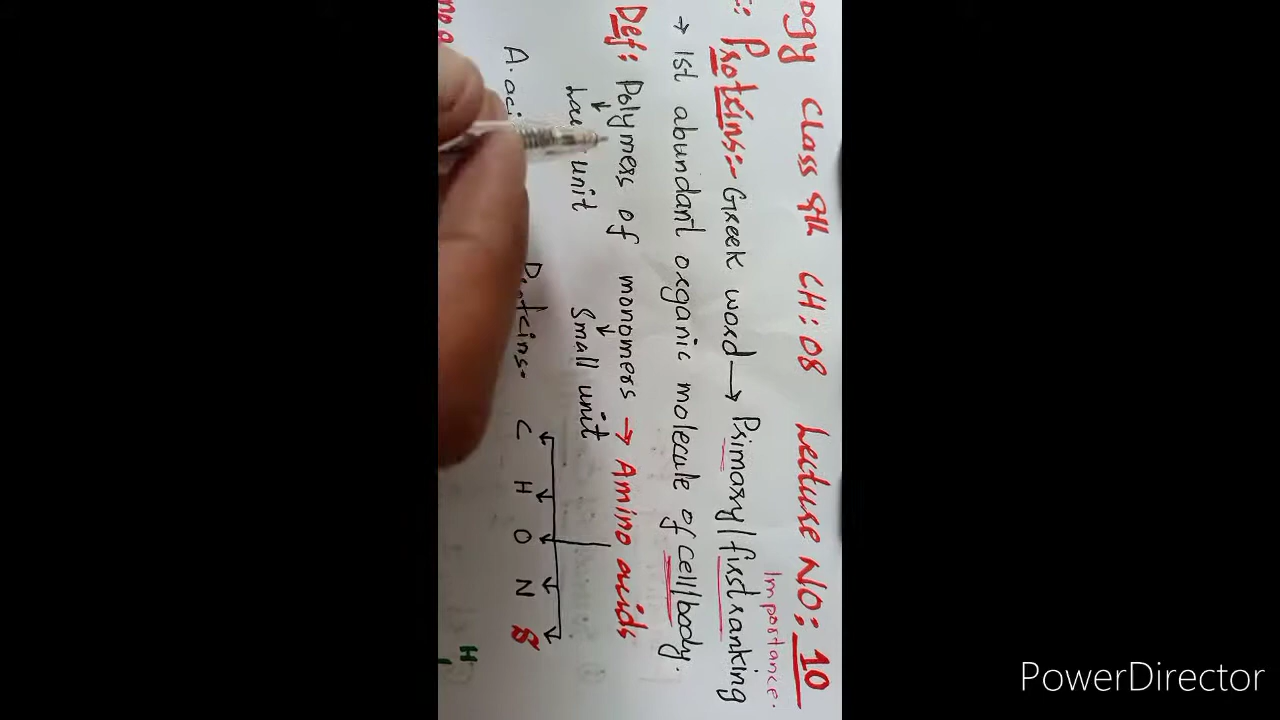 ogy Class 9th CH: 08 Lecture NO: 10
Importance.
: Proteins:- Greek word → Primary/first ranking
→ 1st abundant organic molecule of cell/body.
Def: Polymers of monomers → Amino acids
unit small unit
A. aci Proteins. C H O N S
H
PowerDirector